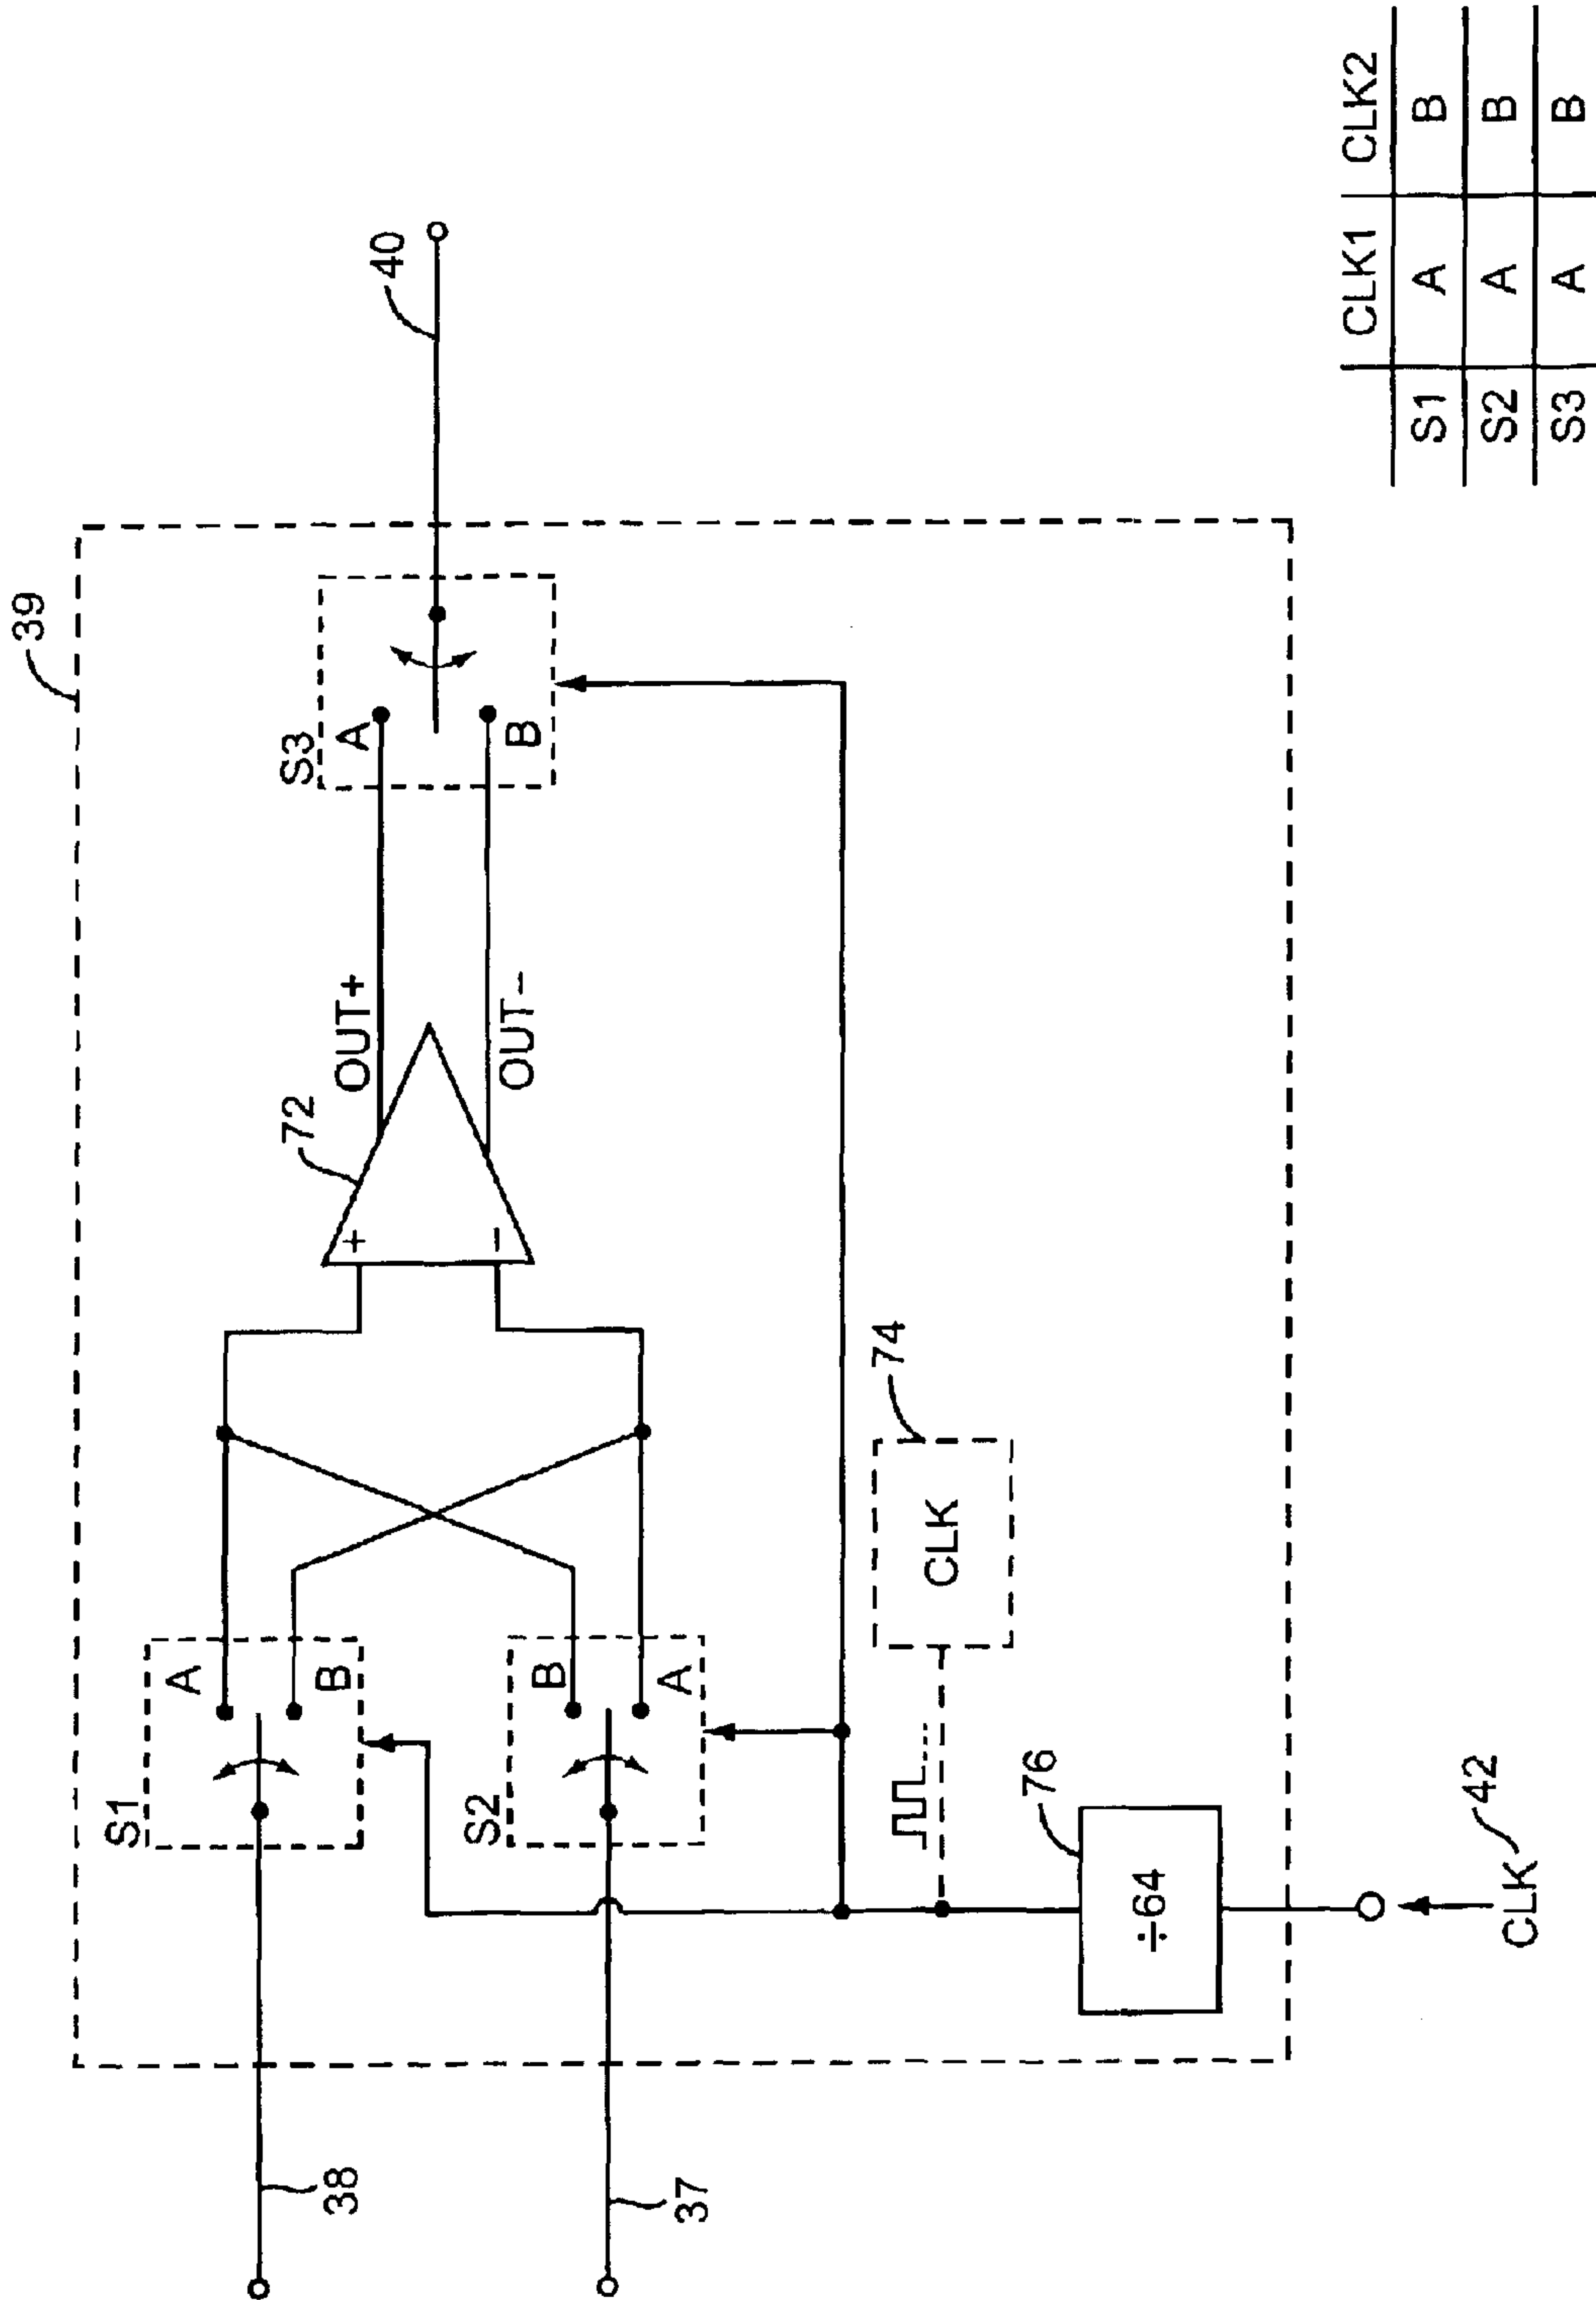 39
S1
A
B
S2
B
A
38
37
72
+
−
OUT+
OUT−
S3
A
B
40
74
CLK
76
÷64
CLK
42
CLK1 CLK2
S1 A B
S2 A B
S3 A B